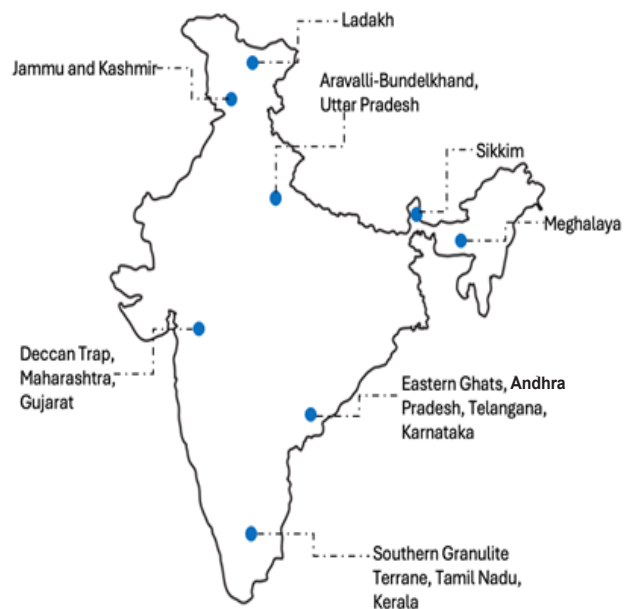 Ladakh
Jammu and Kashmir
Aravalli-Bundelkhand,
Uttar Pradesh
Sikkim
Meghalaya
Deccan Trap,
Maharashtra,
Gujarat
Eastern Ghats, Andhra
Pradesh, Telangana,
Karnataka
Southern Granulite
Terrane, Tamil Nadu,
Kerala